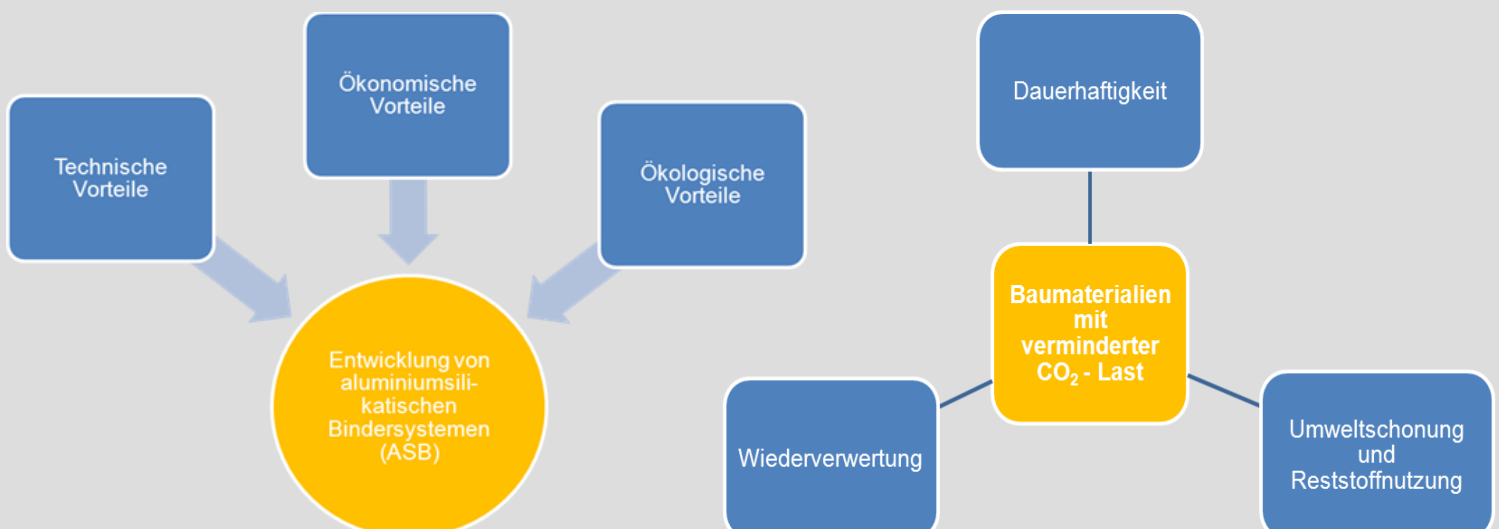 Technische
Vorteile
Ökonomische
Vorteile
Ökologische
Vorteile
Entwicklung von
aluminiumsili-
katischen
Bindersystemen
(ASB)
Dauerhaftigkeit
Baumaterialien
mit
verminderter
CO₂ - Last
Wiederverwertung
Umweltschonung
und
Reststoffnutzung